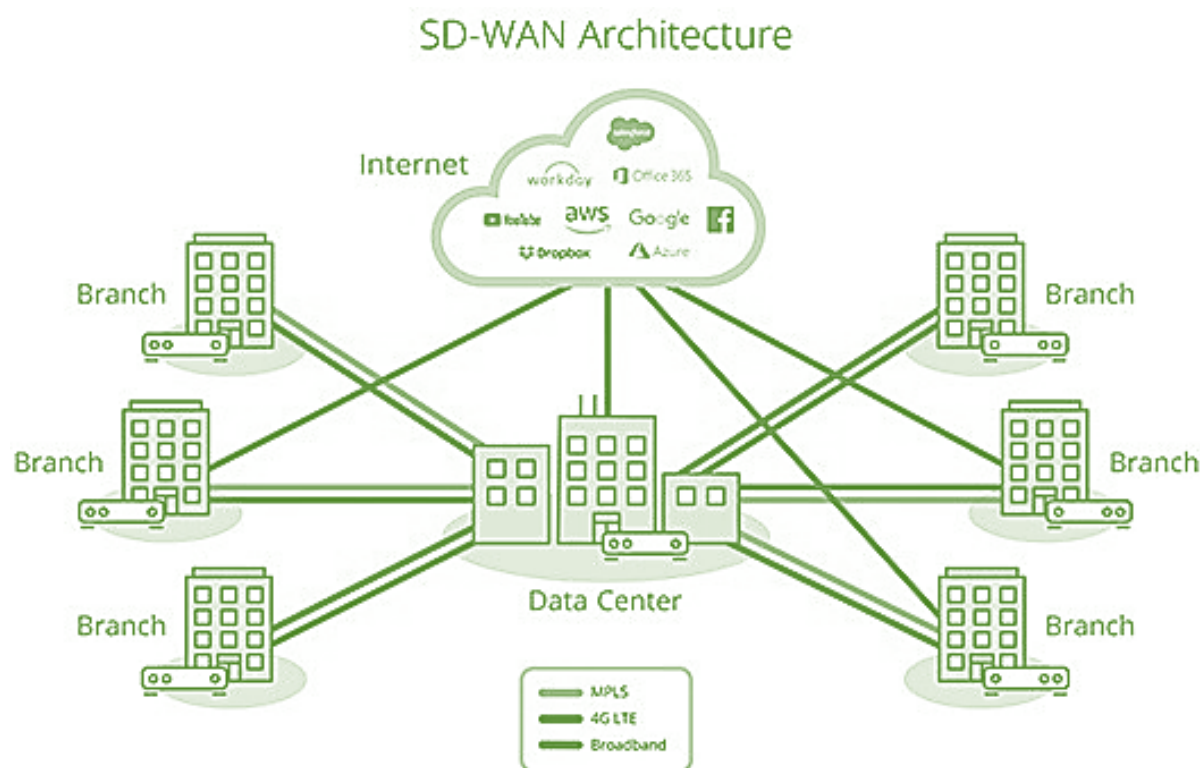 SD-WAN Architecture
salesforce
Internet
workday
Office 365
YouTube
aws
Google
Dropbox
Azure
Branch
Branch
Branch
Branch
Branch
Branch
Data Center
MPLS
4G LTE
Broadband